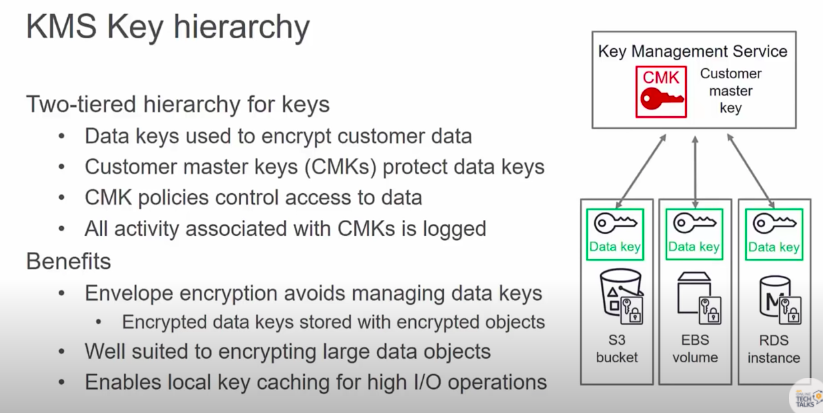 KMS Key hierarchy
Two-tiered hierarchy for keys
• Data keys used to encrypt customer data
• Customer master keys (CMKs) protect data keys
• CMK policies control access to data
• All activity associated with CMKs is logged
Benefits
• Envelope encryption avoids managing data keys
• Encrypted data keys stored with encrypted objects
• Well suited to encrypting large data objects
• Enables local key caching for high I/O operations
Key Management Service
CMK
Customer
master
key
Data key
Data key
Data key
S3
bucket
EBS
volume
M
RDS
instance
TECH
TALKS